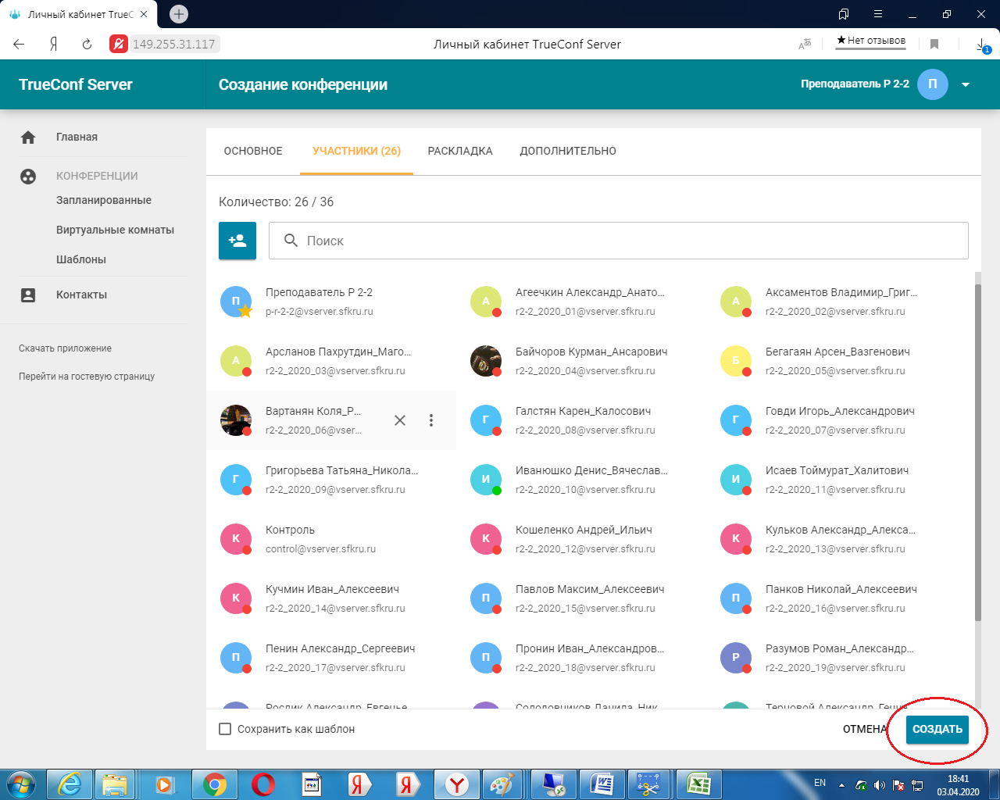 Личный кабинет TrueC
149.255.31.117
Личный кабинет TrueConf Server
Нет отзывов
1
TrueConf Server
Создание конференции
Преподаватель Р 2-2
П
Главная
КОНФЕРЕНЦИИ
Запланированные
Виртуальные комнаты
Шаблоны
Контакты
Скачать приложение
Перейти на гостевую страницу
ОСНОВНОЕ УЧАСТНИКИ (26) РАСКЛАДКА ДОПОЛНИТЕЛЬНО
Количество: 26 / 36
Поиск
П Преподаватель Р 2-2
p-r-2-2@vserver.sfkru.ru
А Агеечкин Александр_Анато...
r2-2_2020_01@vserver.sfkru.ru
А Аксаментов Владимир_Григ...
r2-2_2020_02@vserver.sfkru.ru
А Арсланов Пахрутдин_Маго...
r2-2_2020_03@vserver.sfkru.ru
Байчоров Курман_Ансарович
r2-2_2020_04@vserver.sfkru.ru
Б Бегагаян Арсен_Вазгенович
r2-2_2020_05@vserver.sfkru.ru
Вартанян Коля_Р...
r2-2_2020_06@vser...
Г Галстян Карен_Калосович
r2-2_2020_08@vserver.sfkru.ru
Г Говди Игорь_Александрович
r2-2_2020_07@vserver.sfkru.ru
Г Григорьева Татьяна_Никола...
r2-2_2020_09@vserver.sfkru.ru
И Иванюшко Денис_Вячеслав...
r2-2_2020_10@vserver.sfkru.ru
И Исаев Тоймурат_Халитович
r2-2_2020_11@vserver.sfkru.ru
К Контроль
control@vserver.sfkru.ru
К Кошеленко Андрей_Ильич
r2-2_2020_12@vserver.sfkru.ru
К Кульков Александр_Алекса...
r2-2_2020_13@vserver.sfkru.ru
К Кучмин Иван_Алексеевич
r2-2_2020_14@vserver.sfkru.ru
П Павлов Максим_Алексеевич
r2-2_2020_15@vserver.sfkru.ru
П Панков Николай_Алексеевич
r2-2_2020_16@vserver.sfkru.ru
П Пенин Александр_Сергеевич
r2-2_2020_17@vserver.sfkru.ru
П Пронин Иван_Александров...
r2-2_2020_18@vserver.sfkru.ru
Р Разумов Роман_Александр...
r2-2_2020_19@vserver.sfkru.ru
Рослик Александр_Евгенье
Солодовников Данила_Ник
Терновой Александр_Генна
Сохранить как шаблон
ОТМЕНА
СОЗДАТЬ
EN
18:41
03.04.2020